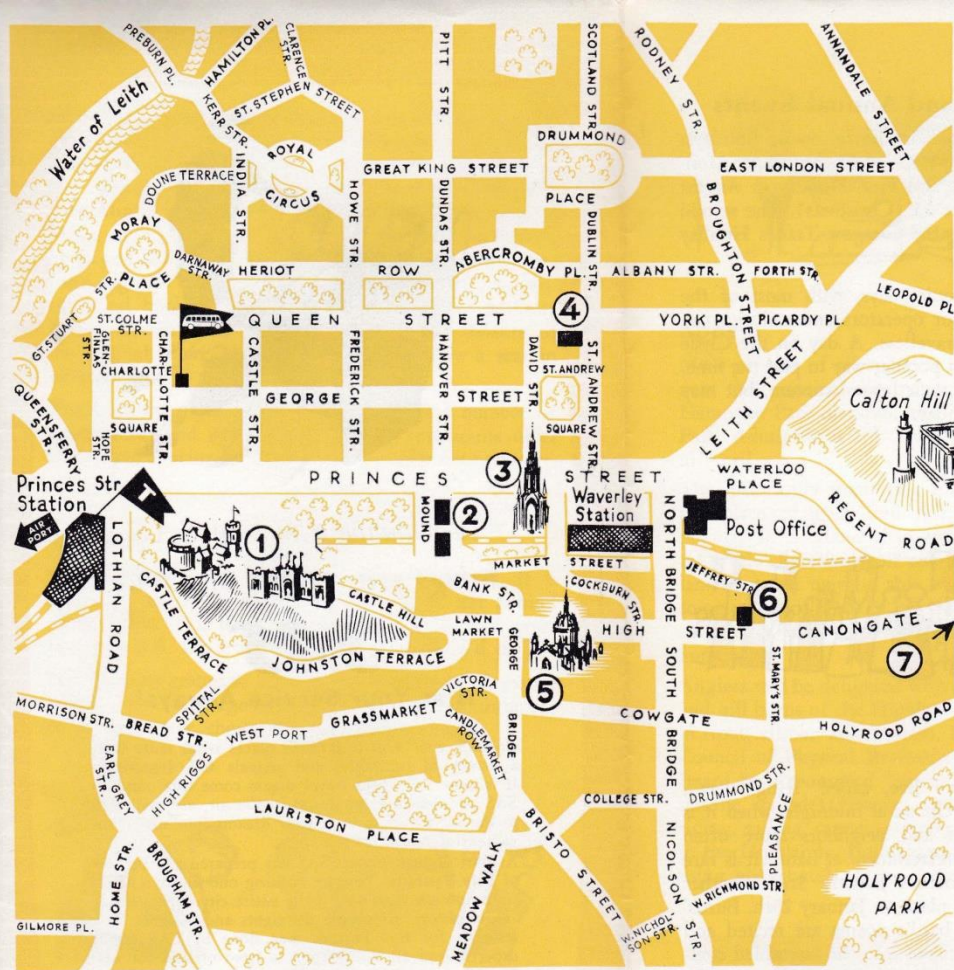 PREBURN PL.
HAMILTON PL.
CLARENCE STR.
PITT STR.
SCOTLAND STR.
RODNEY STR.
ANNANDALE STREET
Water of Leith
KERR STR.
ST. STEPHEN STREET
DRUMMOND
PLACE
ROYAL
CIRCUS
GREAT KING STREET
EAST LONDON STREET
DOUNE TERRACE
INDIA STR.
HOWE STR.
DUNDAS STR.
DUBLIN STR.
BROUGHTON STREET
MORAY
PLACE
DARNAWAY STR.
HERIOT ROW
ABERCROMBY PL.
ALBANY STR.
FORTH STR.
LEOPOLD PL
GT. STUART STR.
ST. COLME STR.
QUEEN STREET
4
YORK PL.
PICARDY PL.
GLEN-
FINLAS
STR.
CHARLOTTE
SQUARE
CHARLOTTE STR.
CASTLE STR.
FREDERICK STR.
HANOVER STR.
DAVID STR.
ST. ANDREW
SQUARE
ST. ANDREW STR.
LEITH STREET
Calton Hill
GEORGE STREET
QUEENSFERRY STR.
HOPE STR.
PRINCES STREET
3
WATERLOO
PLACE
REGENT ROAD
Princes Str
Station
T
AIR
PORT
1
MOUND
2
Waverley
Station
NORTH BRIDGE
Post Office
LOTHIAN ROAD
MARKET STREET
JEFFREY STR.
6
CASTLE TERRACE
CASTLE HILL
BANK STR.
COCKBURN STR.
LAWN
MARKET
HIGH STREET
CANONGATE
7
JOHNSTON TERRACE
GEORGE
BRIDGE
5
SOUTH BRIDGE
ST. MARY'S STR.
VICTORIA
STR.
SPITTAL
STR.
MORRISON STR.
BREAD STR.
WEST PORT
GRASSMARKET
CANDLEMARKET
ROW
COWGATE
HOLYROOD ROAD
EARL GREY
STR.
HIGH RIGGS
LAURISTON PLACE
COLLEGE STR.
DRUMMOND STR.
PLEASANCE
BRISTO STREET
NICOLSON STR.
W. RICHMOND STR.
HOLYROOD
PARK
HOME STR.
BROUGHAM STR.
MEADOW WALK
W. NICHOL-
SON STR.
GILMORE PL.